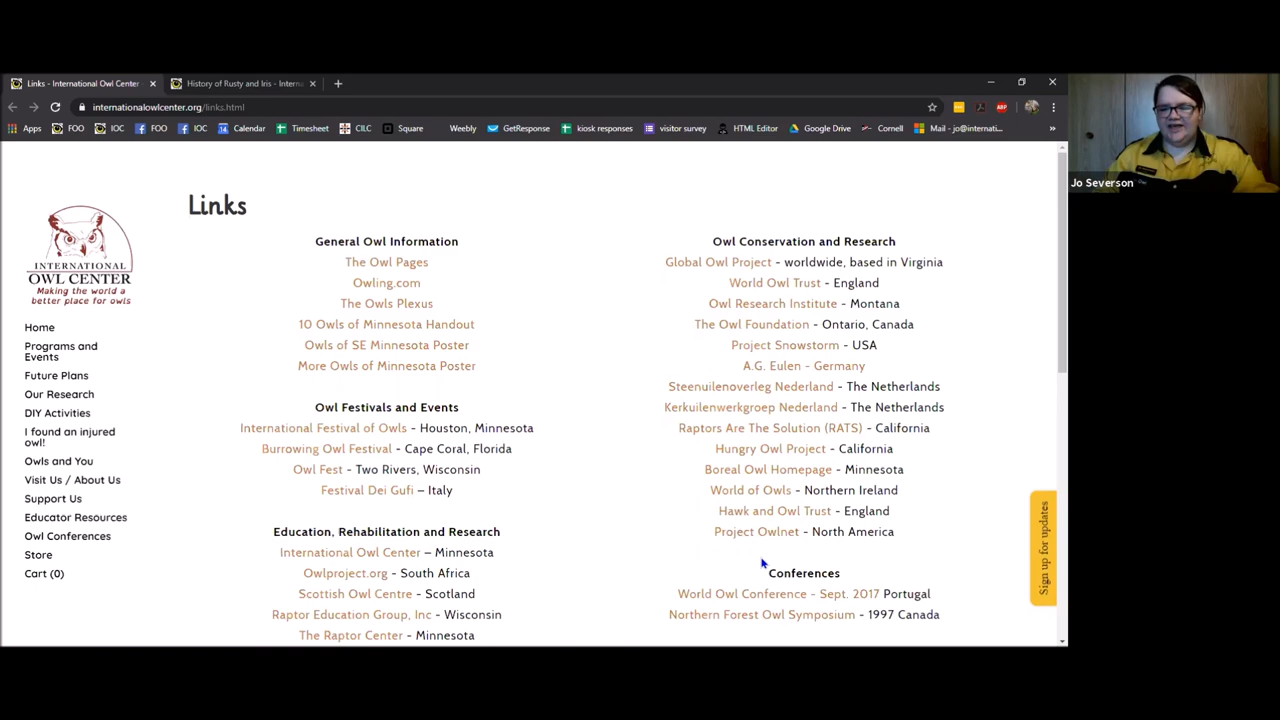 Links - International Owl Center
History of Rusty and Iris - Interna
internationalowlcenter.org/links.html
ABP
Apps
FOO
IOC
FOO
IOC
Calendar
Timesheet
CILC
Square
Weebly
GetResponse
kiosk responses
visitor survey
HTML Editor
Google Drive
Cornell
Mail - jo@internati...
Jo Severson
INTERNATIONAL
OWL CENTER
Making the world a
better place for owls
Home
Programs and
Events
Future Plans
Our Research
DIY Activities
I found an injured
owl!
Owls and You
Visit Us / About Us
Support Us
Educator Resources
Owl Conferences
Store
Cart (0)
Links
General Owl Information
The Owl Pages
Owling.com
The Owls Plexus
10 Owls of Minnesota Handout
Owls of SE Minnesota Poster
More Owls of Minnesota Poster
Owl Festivals and Events
International Festival of Owls - Houston, Minnesota
Burrowing Owl Festival - Cape Coral, Florida
Owl Fest - Two Rivers, Wisconsin
Festival Dei Gufi – Italy
Education, Rehabilitation and Research
International Owl Center – Minnesota
Owlproject.org - South Africa
Scottish Owl Centre - Scotland
Raptor Education Group, Inc - Wisconsin
The Raptor Center - Minnesota
Owl Conservation and Research
Global Owl Project - worldwide, based in Virginia
World Owl Trust - England
Owl Research Institute - Montana
The Owl Foundation - Ontario, Canada
Project Snowstorm - USA
A.G. Eulen - Germany
Steenuilenoverleg Nederland - The Netherlands
Kerkuilenwerkgroep Nederland - The Netherlands
Raptors Are The Solution (RATS) - California
Hungry Owl Project - California
Boreal Owl Homepage - Minnesota
World of Owls - Northern Ireland
Hawk and Owl Trust - England
Project Owlnet - North America
Conferences
World Owl Conference - Sept. 2017 Portugal
Northern Forest Owl Symposium - 1997 Canada
Sign up for updates